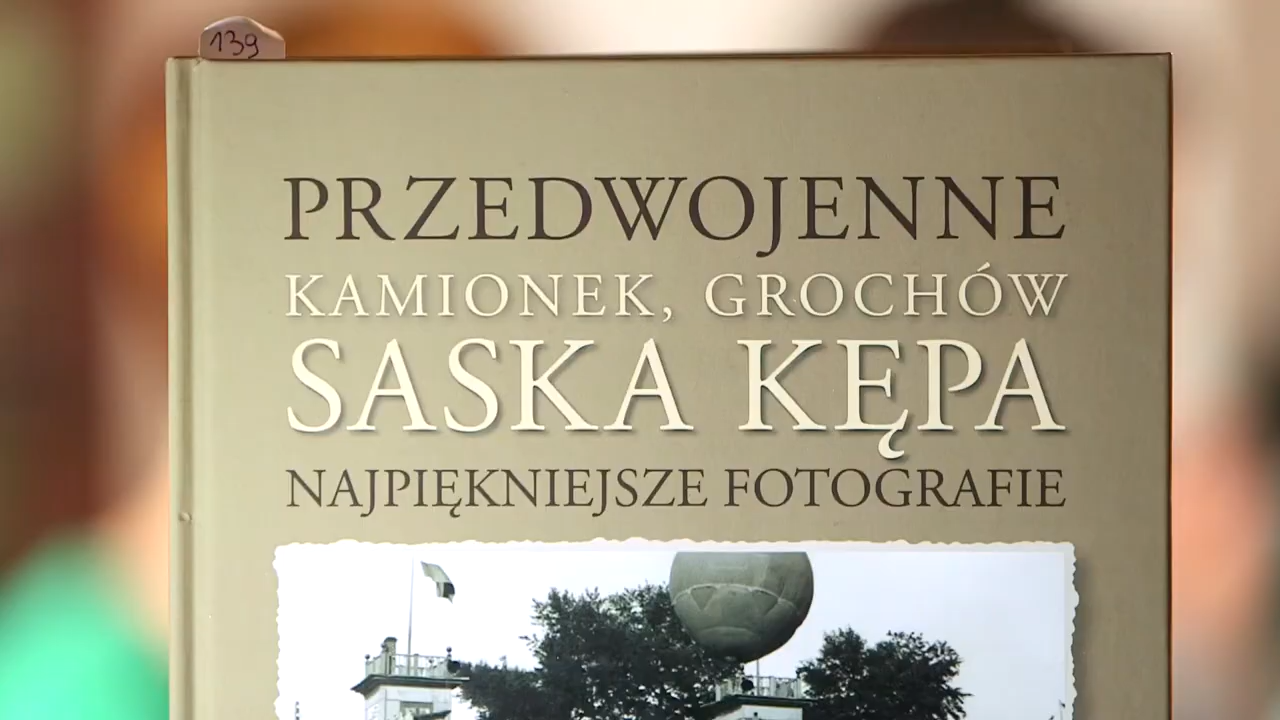 139
PRZEDWOJENNE
KAMIONEK, GROCHÓW
SASKA KĘPA
NAJPIĘKNIEJSZE FOTOGRAFIE